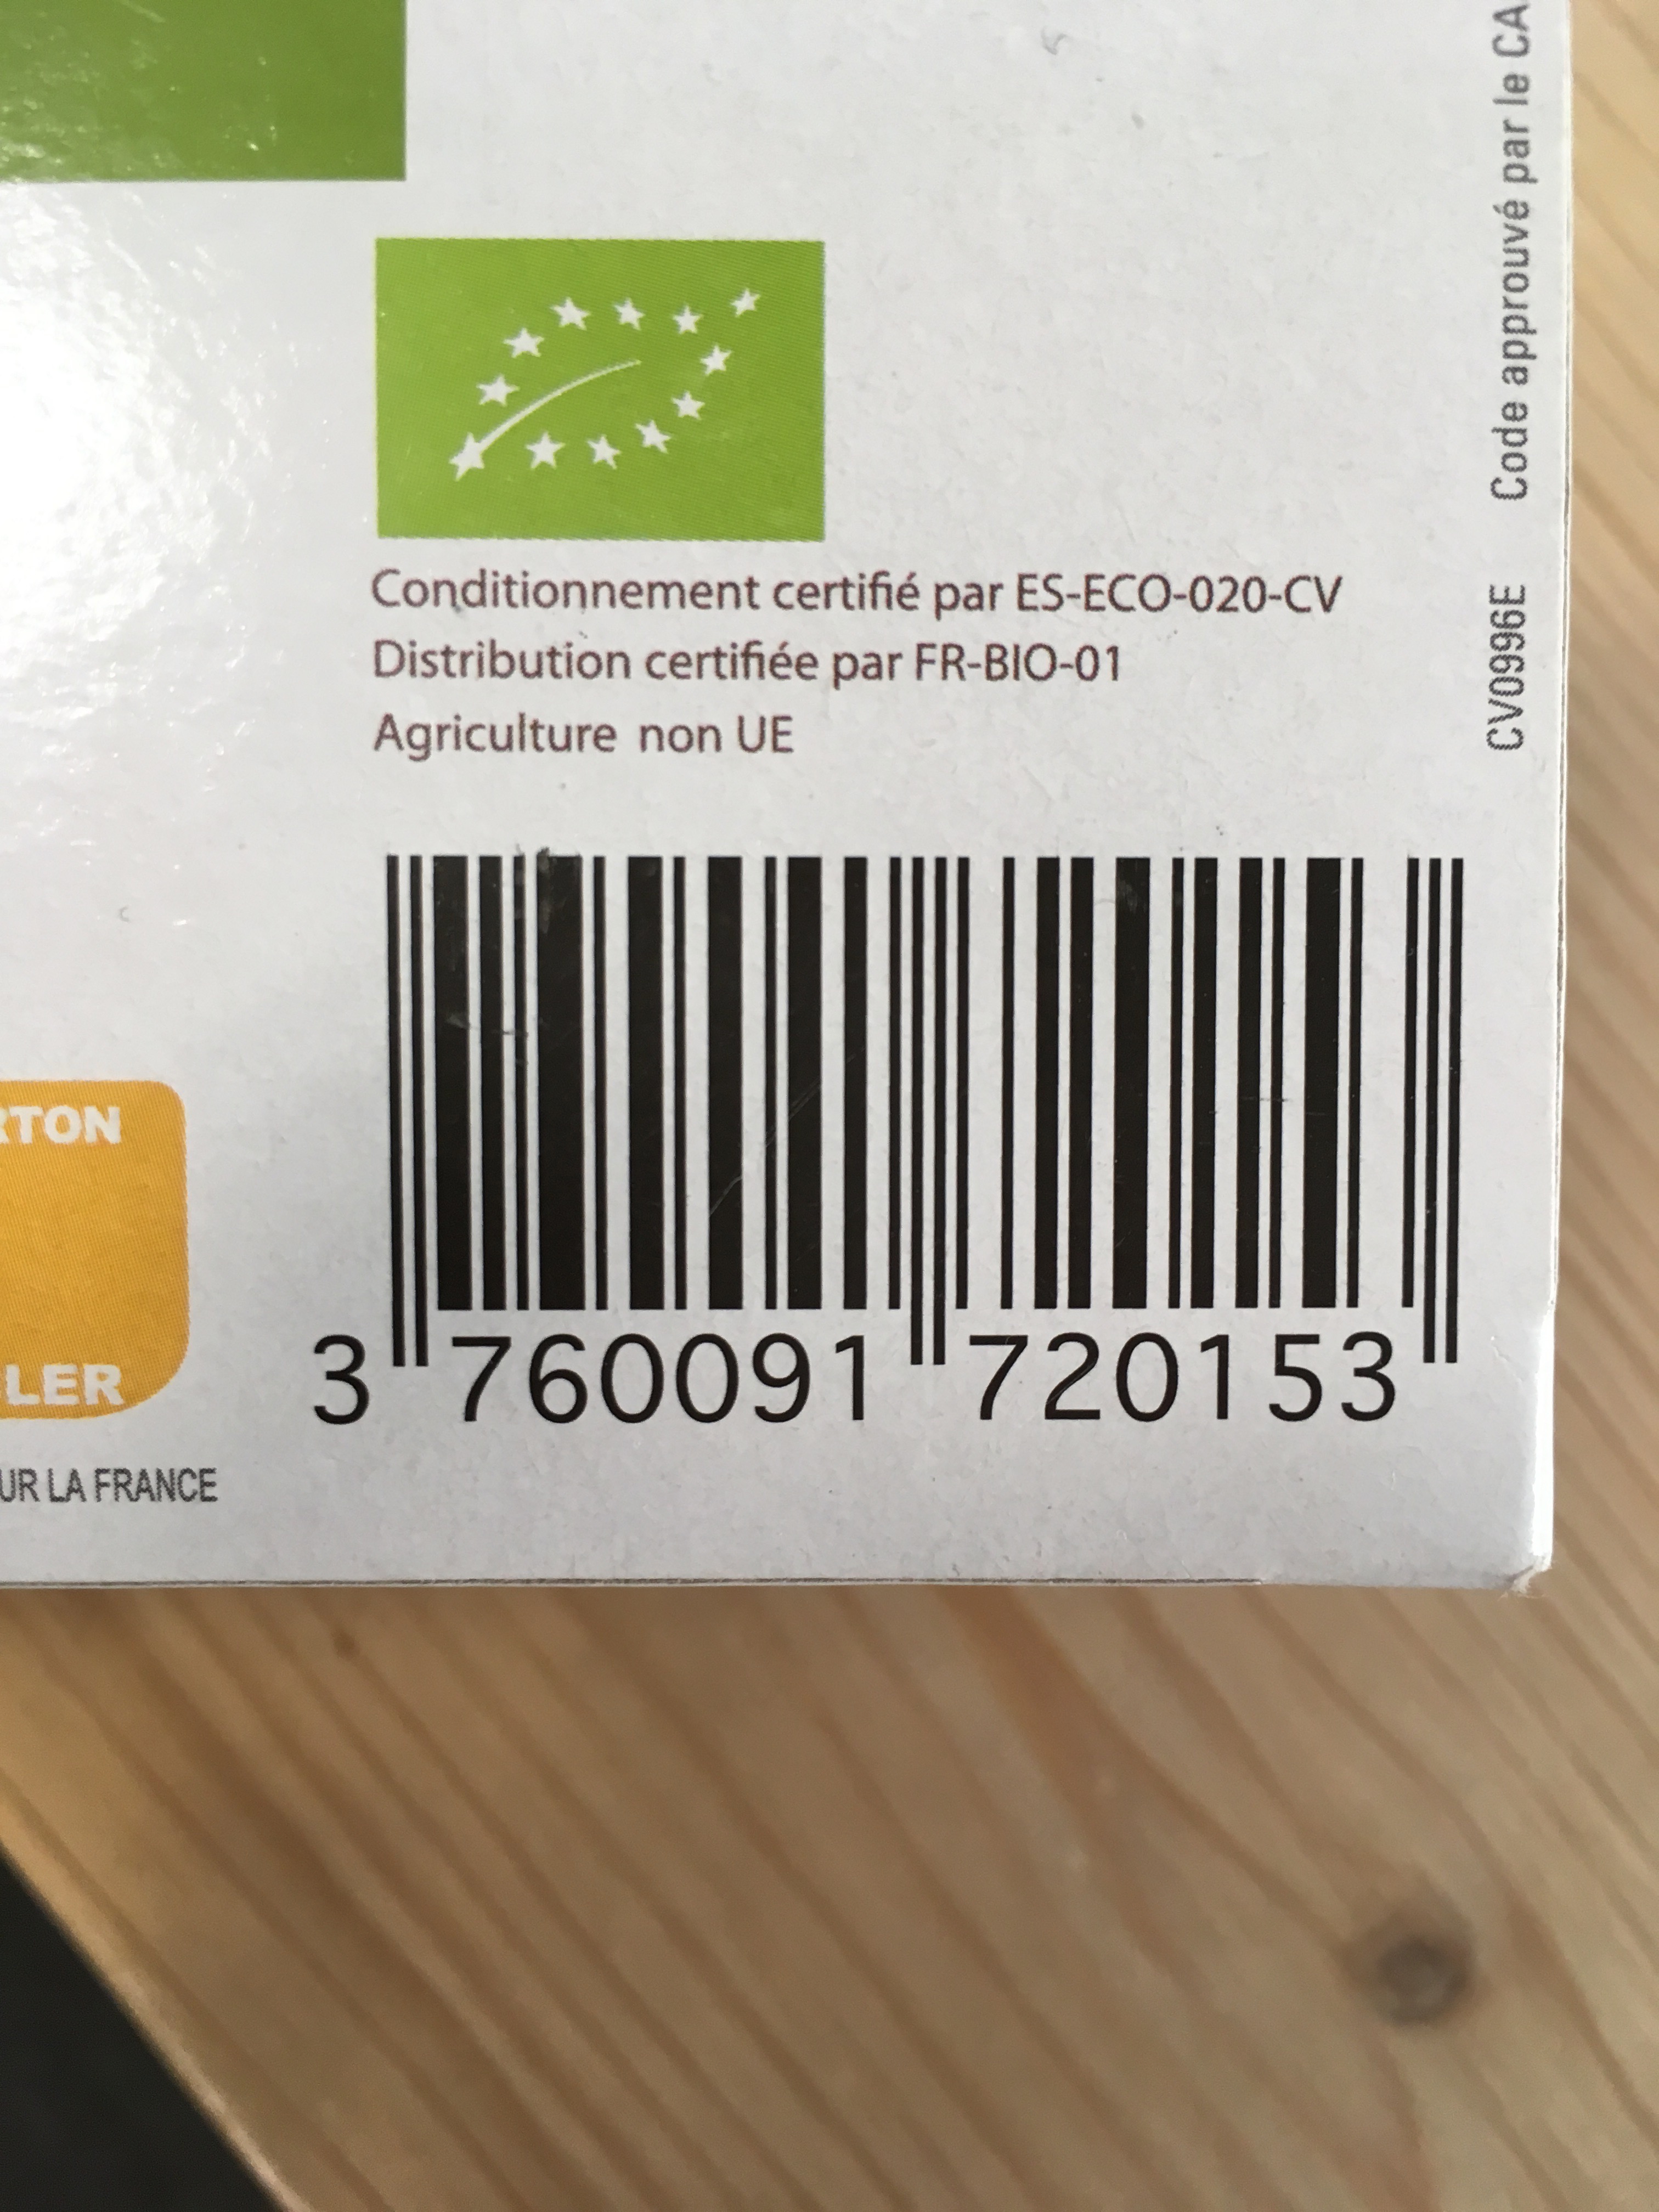 Code approuvé par le CA
CV0996E
Conditionnement certifié par ES-ECO-020-CV
Distribution certifiée par FR-BIO-01
Agriculture non UE
RTON
LER
3 760091 720153
UR LA FRANCE